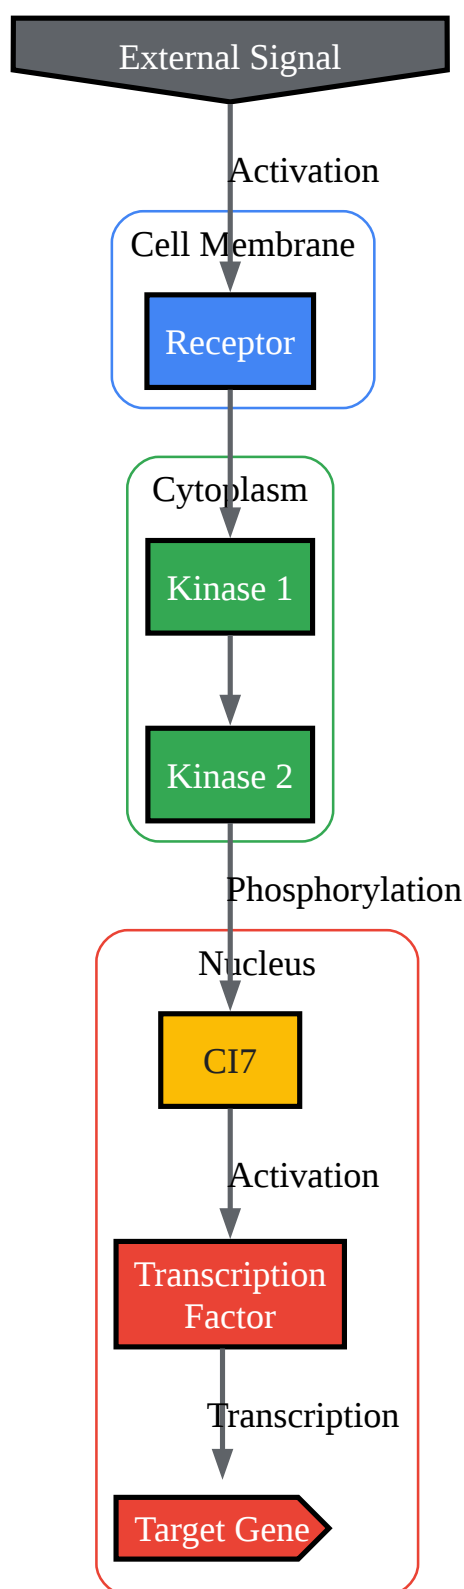 External Signal
Activation
Cell Membrane
Receptor
Cytoplasm
Kinase 1
Kinase 2
Phosphorylation
Nucleus
CI7
Activation
Transcription
Factor
Transcription
Target Gene